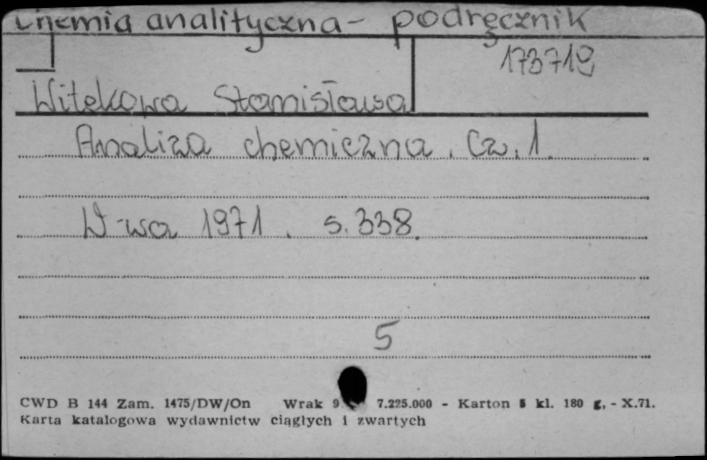 Chemia analityczna - podręcznik
173719
Witekowa Stanisława
Analiza chemiczna. Cz. 1.
W-wa 1971. s. 338.
5
CWD B 144 Zam. 1475/DW/On Wrak 9 7.225.000 - Karton 5 kl. 180 g. - X.71.
Karta katalogowa wydawnictw ciągłych i zwartych